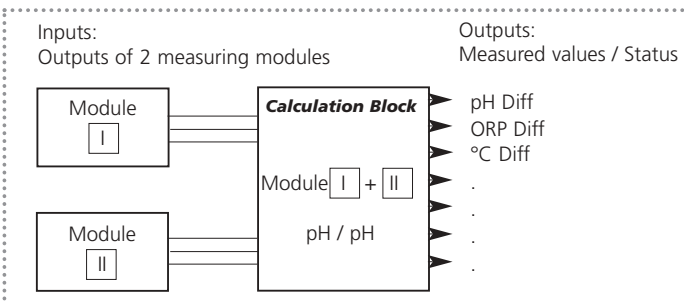 Inputs:
Outputs of 2 measuring modules
Outputs:
Measured values / Status
Module
I
Module
II
Calculation Block
Module I + II
pH / pH
pH Diff
ORP Diff
°C Diff
.
.
.
.